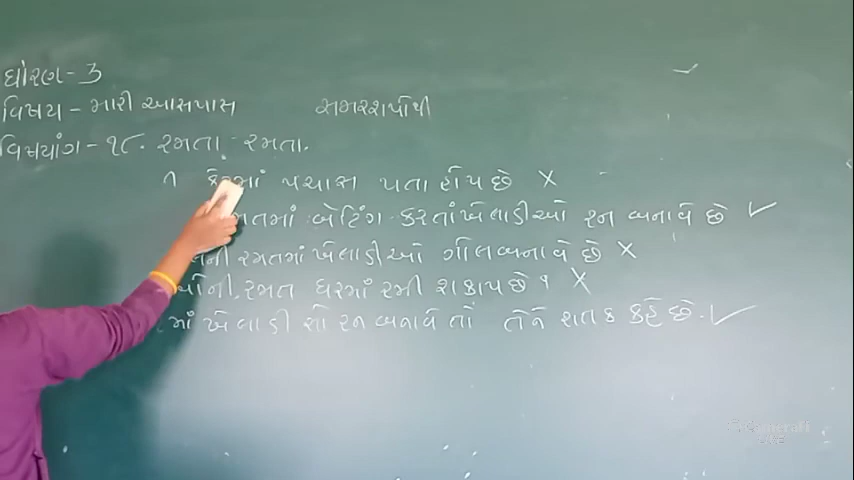 ધોરણ - 3
વિષય - મારી આસપાસ
વિષયાંગ - ૧૮. રમતા - રમતા.
૧ પચાસ પતા હોય છે X
બેટિંગ કરતાં ખેલાડીઓ રન બનાવે છે ✓
રમતમાં ખેલાડીઓ ગોલ બનાવે છે X
રમત ઘરમાં રમી શકાય છે X
ખેલાડી સો રન બનાવે તો તેને શતક કહે છે. ✓